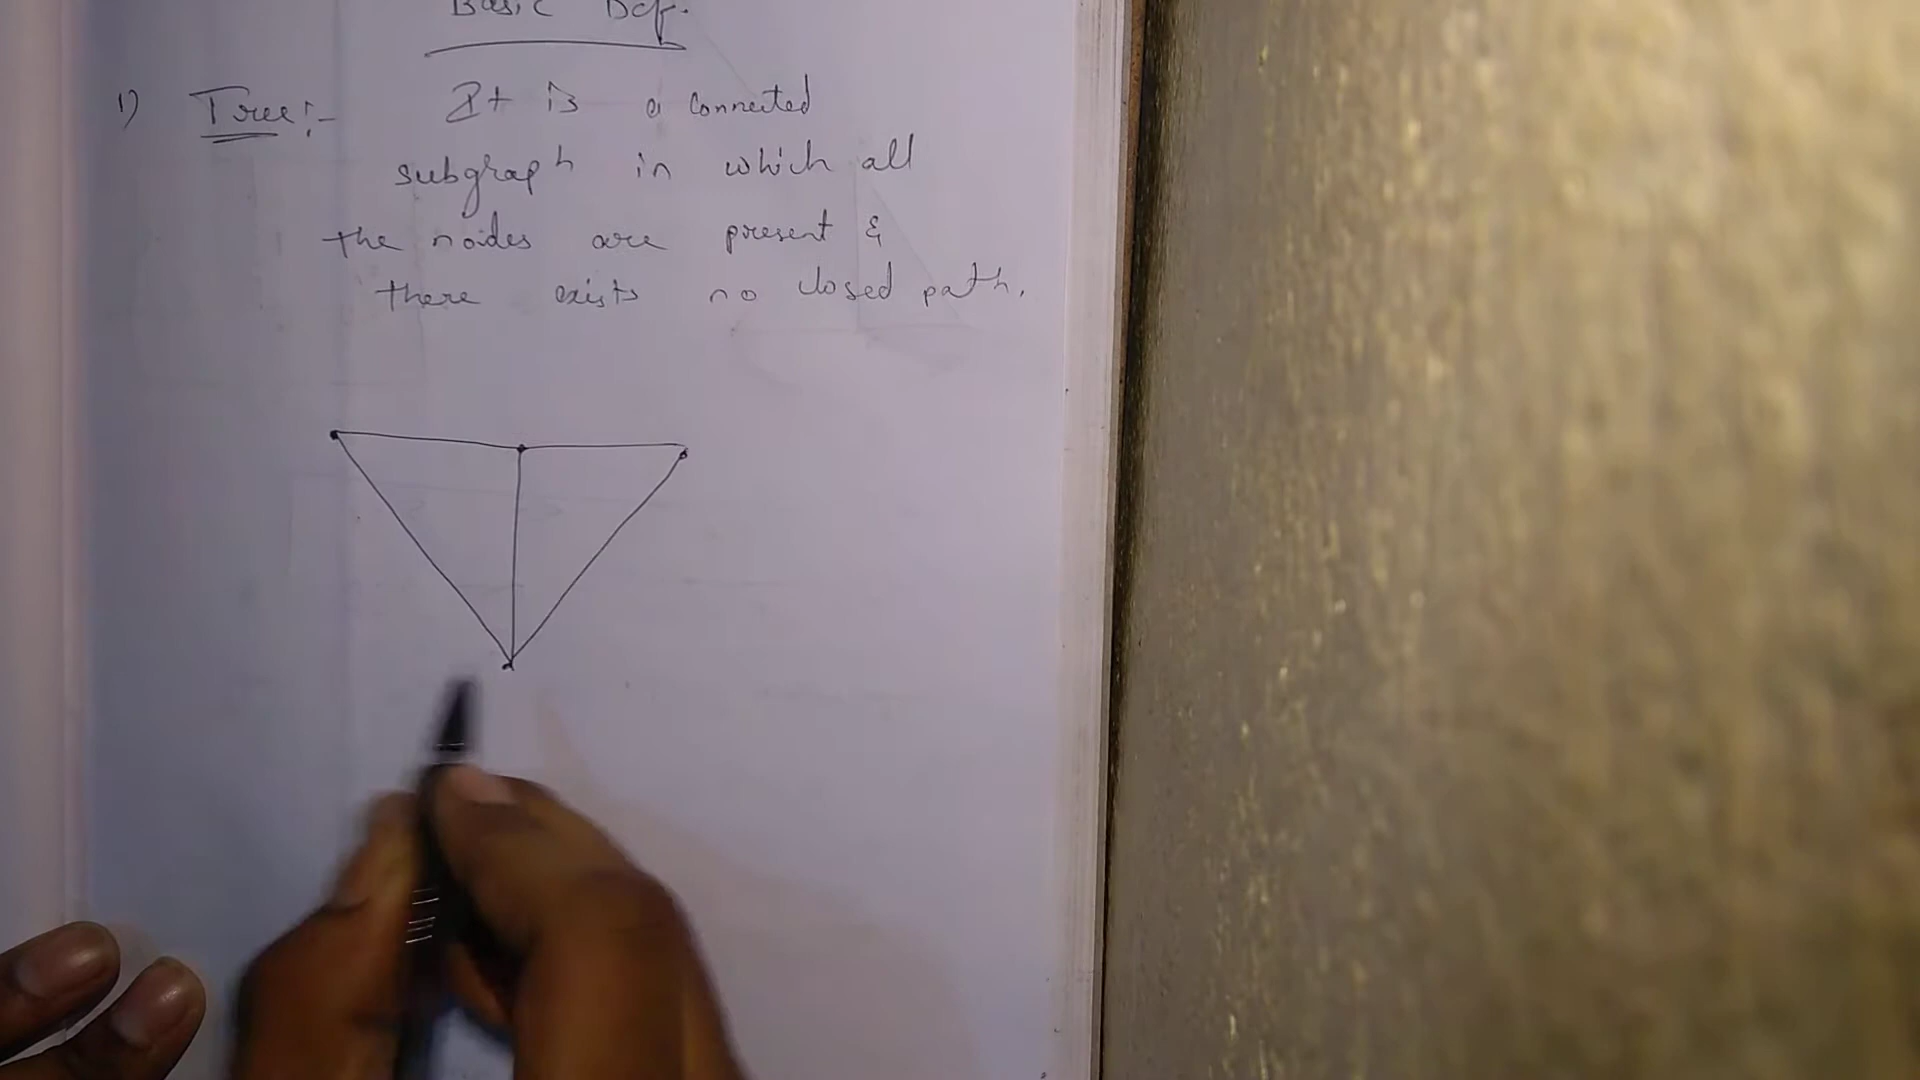 Basic Def.
1) Tree:- It is a connected
subgraph in which all
the nodes are present &
there exists no closed path.